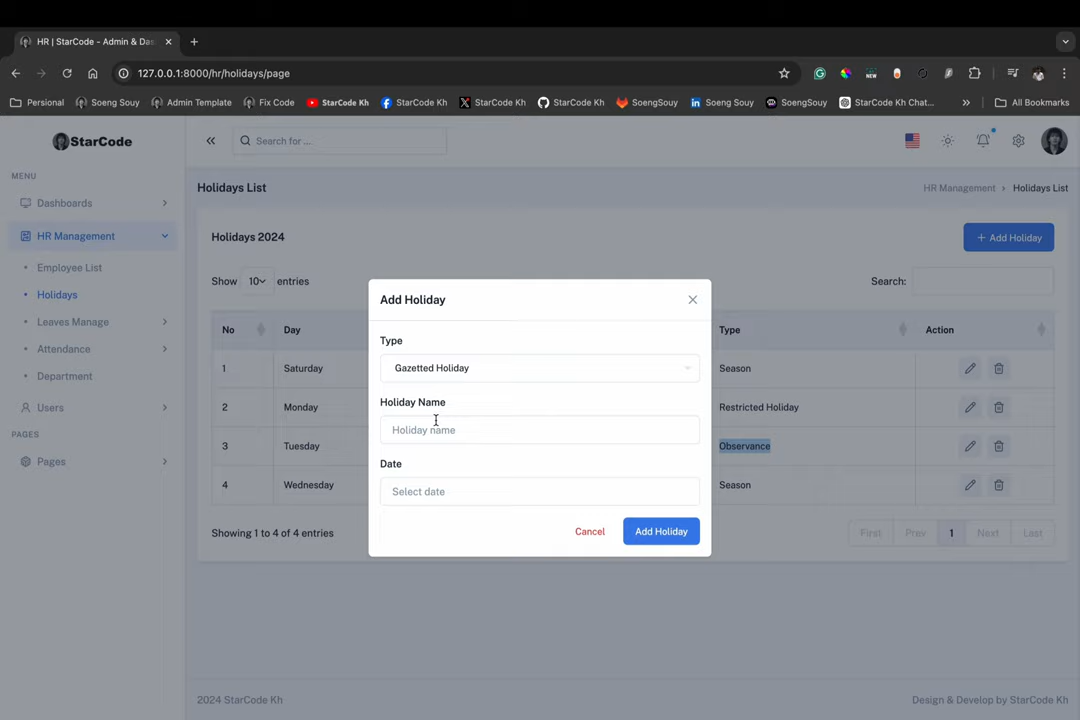 HR | StarCode - Admin & Das
127.0.0.1:8000/hr/holidays/page
Personal
Soeng Souy
Admin Template
Fix Code
StarCode Kh
StarCode Kh
StarCode Kh
StarCode Kh
SoengSouy
Soeng Souy
SoengSouy
StarCode Kh Chat...
All Bookmarks
StarCode
Search for ...
MENU
Dashboards
HR Management
Employee List
Holidays
Leaves Manage
Attendance
Department
Users
PAGES
Pages
Holidays List
HR Management
Holidays List
Holidays 2024
Add Holiday
Show 10 entries
Search:
No
Day
Type
Action
1
Saturday
Season
2
Monday
Restricted Holiday
3
Tuesday
Observance
4
Wednesday
Season
Showing 1 to 4 of 4 entries
First
Prev
1
Next
Last
Add Holiday
Type
Gazetted Holiday
Holiday Name
Holiday name
Date
Select date
Cancel
Add Holiday
2024 StarCode Kh
Design & Develop by StarCode Kh